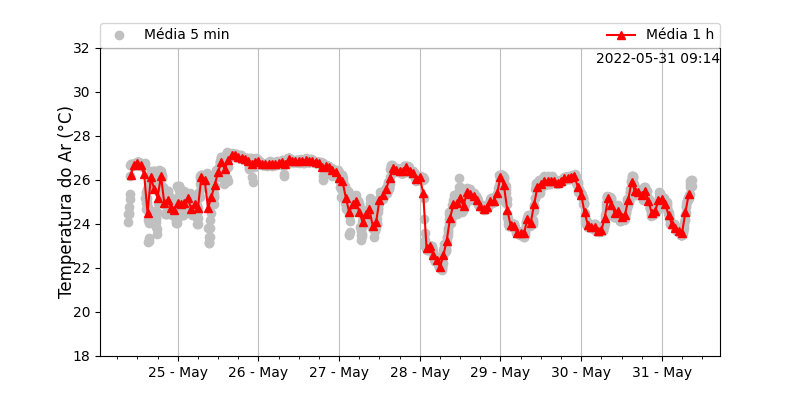 Média 5 min
Média 1 h
2022-05-31 09:14
Temperatura do Ar (°C)
32
30
28
26
24
22
20
18
25 - May
26 - May
27 - May
28 - May
29 - May
30 - May
31 - May